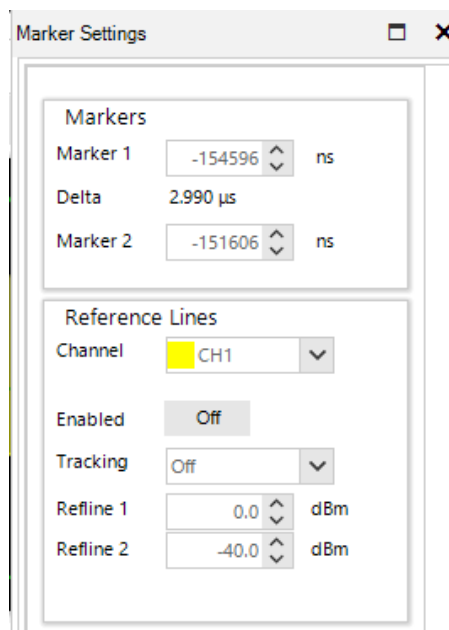 Marker Settings
Markers
Marker 1 -154596 ns
Delta 2.990 µs
Marker 2 -151606 ns
Reference Lines
Channel CH1
Enabled Off
Tracking Off
Refline 1 0.0 dBm
Refline 2 -40.0 dBm